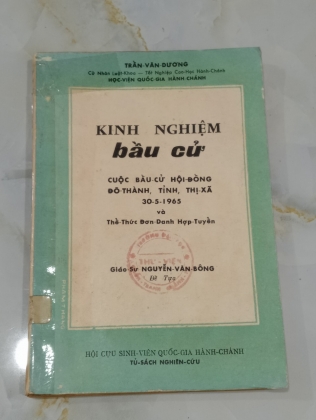 TRẦN-VĂN-DƯƠNG
Cử Nhân Luật-Khoa — Tốt Nghiệp Cao-Học Hành-Chánh
HỌC-VIỆN QUỐC-GIA HÀNH-CHÁNH
KINH NGHIỆM
bầu cử
CUỘC BẦU-CỬ HỘI-ĐỒNG
ĐÔ-THÀNH, TỈNH, THỊ-XÃ
30-5-1965
và
Thể-Thức Đơn-Danh Hợp-Tuyển
Giáo-Sư NGUYỄN-VĂN-BÔNG
Đề Tựa
HỘI CỰU SINH-VIÊN QUỐC-GIA HÀNH-CHÁNH
TỦ-SÁCH NGHIÊN-CỨU